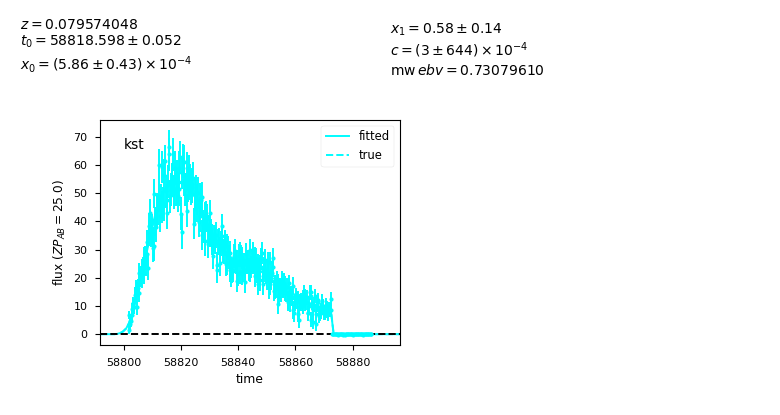 z = 0.079574048
t₀ = 58818.598 ± 0.052
x₀ = (5.86 ± 0.43) × 10⁻⁴
x₁ = 0.58 ± 0.14
c = (3 ± 644) × 10⁻⁴
mw ebv = 0.73079610
kst
fitted
true
70
60
50
40
30
20
10
0
flux (ZP_AB = 25.0)
58800 58820 58840 58860 58880
time